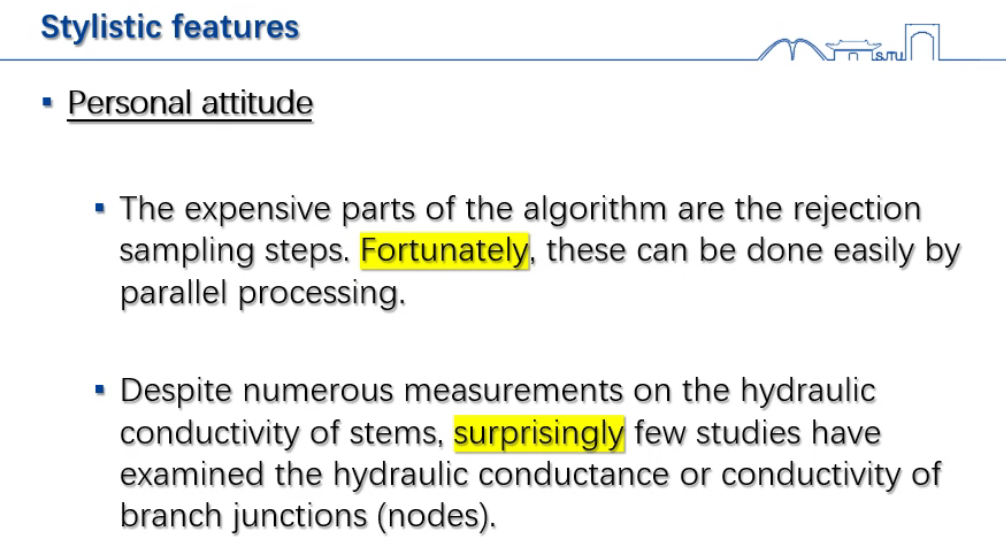 Stylistic features
SJTU
▪ Personal attitude
▪ The expensive parts of the algorithm are the rejection
sampling steps. Fortunately, these can be done easily by
parallel processing.
▪ Despite numerous measurements on the hydraulic
conductivity of stems, surprisingly few studies have
examined the hydraulic conductance or conductivity of
branch junctions (nodes).